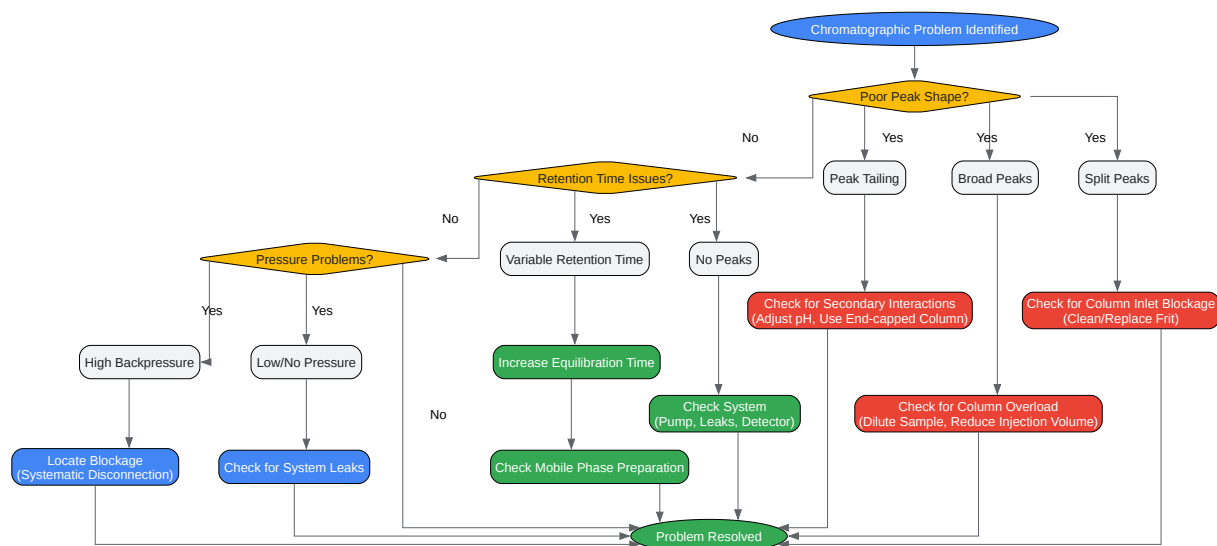 Chromatographic Problem Identified
Poor Peak Shape?
No
Yes
Yes
Yes
Retention Time Issues?
Peak Tailing
Broad Peaks
Split Peaks
No
Yes
Yes
Pressure Problems?
Variable Retention Time
No Peaks
Yes
Yes
Check for Secondary Interactions
(Adjust pH, Use End-capped Column)
Check for Column Inlet Blockage
(Clean/Replace Frit)
High Backpressure
Low/No Pressure
Increase Equilibration Time
No
Check System
(Pump, Leaks, Detector)
Check for Column Overload
(Dilute Sample, Reduce Injection Volume)
Locate Blockage
(Systematic Disconnection)
Check for System Leaks
Check Mobile Phase Preparation
Problem Resolved